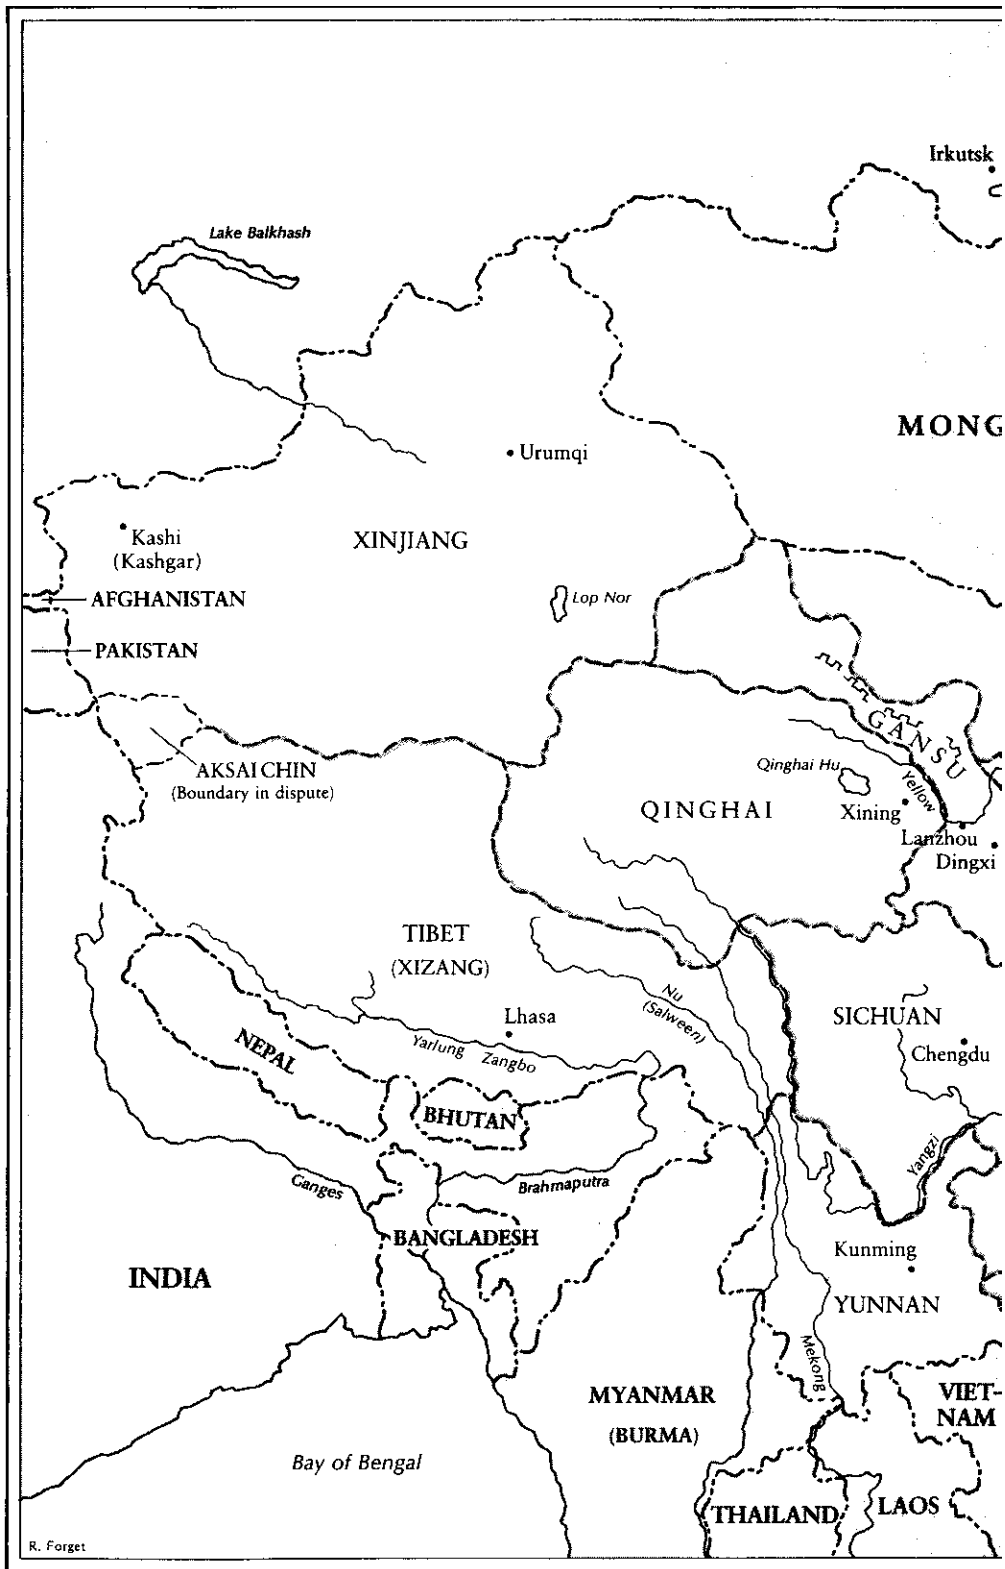 Irkutsk
Lake Balkhash
MONG
Urumqi
Kashi
(Kashgar)
XINJIANG
AFGHANISTAN
Lop Nor
PAKISTAN
GANSU
AKSAI CHIN
(Boundary in dispute)
Qinghai Hu
Yellow
QINGHAI
Xining
Lanzhou
Dingxi
TIBET
(XIZANG)
Nu
(Salween)
SICHUAN
Lhasa
Chengdu
NEPAL
Yarlung Zangbo
BHUTAN
Yangzi
Ganges
Brahmaputra
BANGLADESH
Kunming
INDIA
YUNNAN
Mekong
MYANMAR
(BURMA)
VIET-
NAM
Bay of Bengal
THAILAND
LAOS
R. Forget